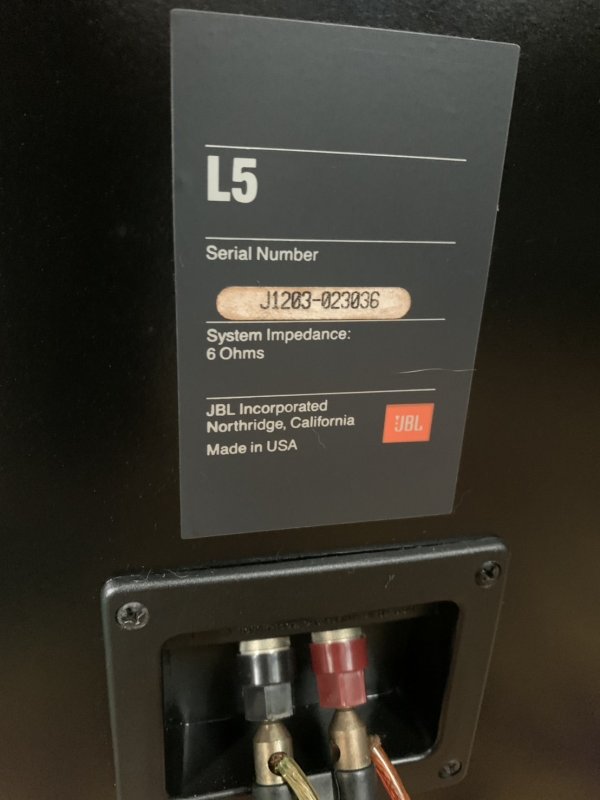 L5
Serial Number
J1203-023036
System Impedance:
6 Ohms
JBL Incorporated
Northridge, California
Made in USA
JBL